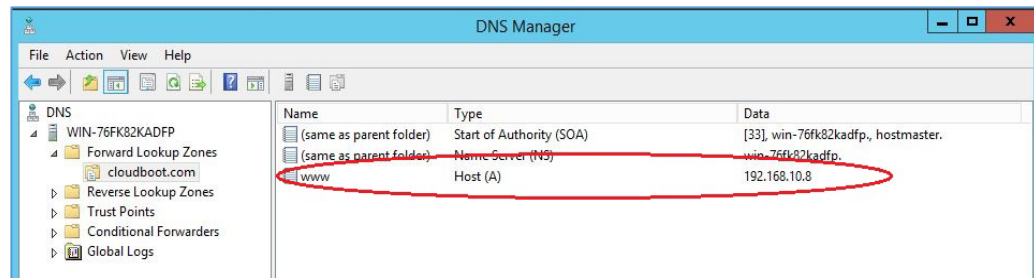 DNS Manager
File Action View Help
DNS
WIN-76FK82KADFP
Forward Lookup Zones
cloudboot.com
Reverse Lookup Zones
Trust Points
Conditional Forwarders
Global Logs
Name Type Data
(same as parent folder) Start of Authority (SOA) [33], win-76fk82kadfp., hostmaster.
(same as parent folder) Name Server (NS) win-76fk82kadfp.
www Host (A) 192.168.10.8